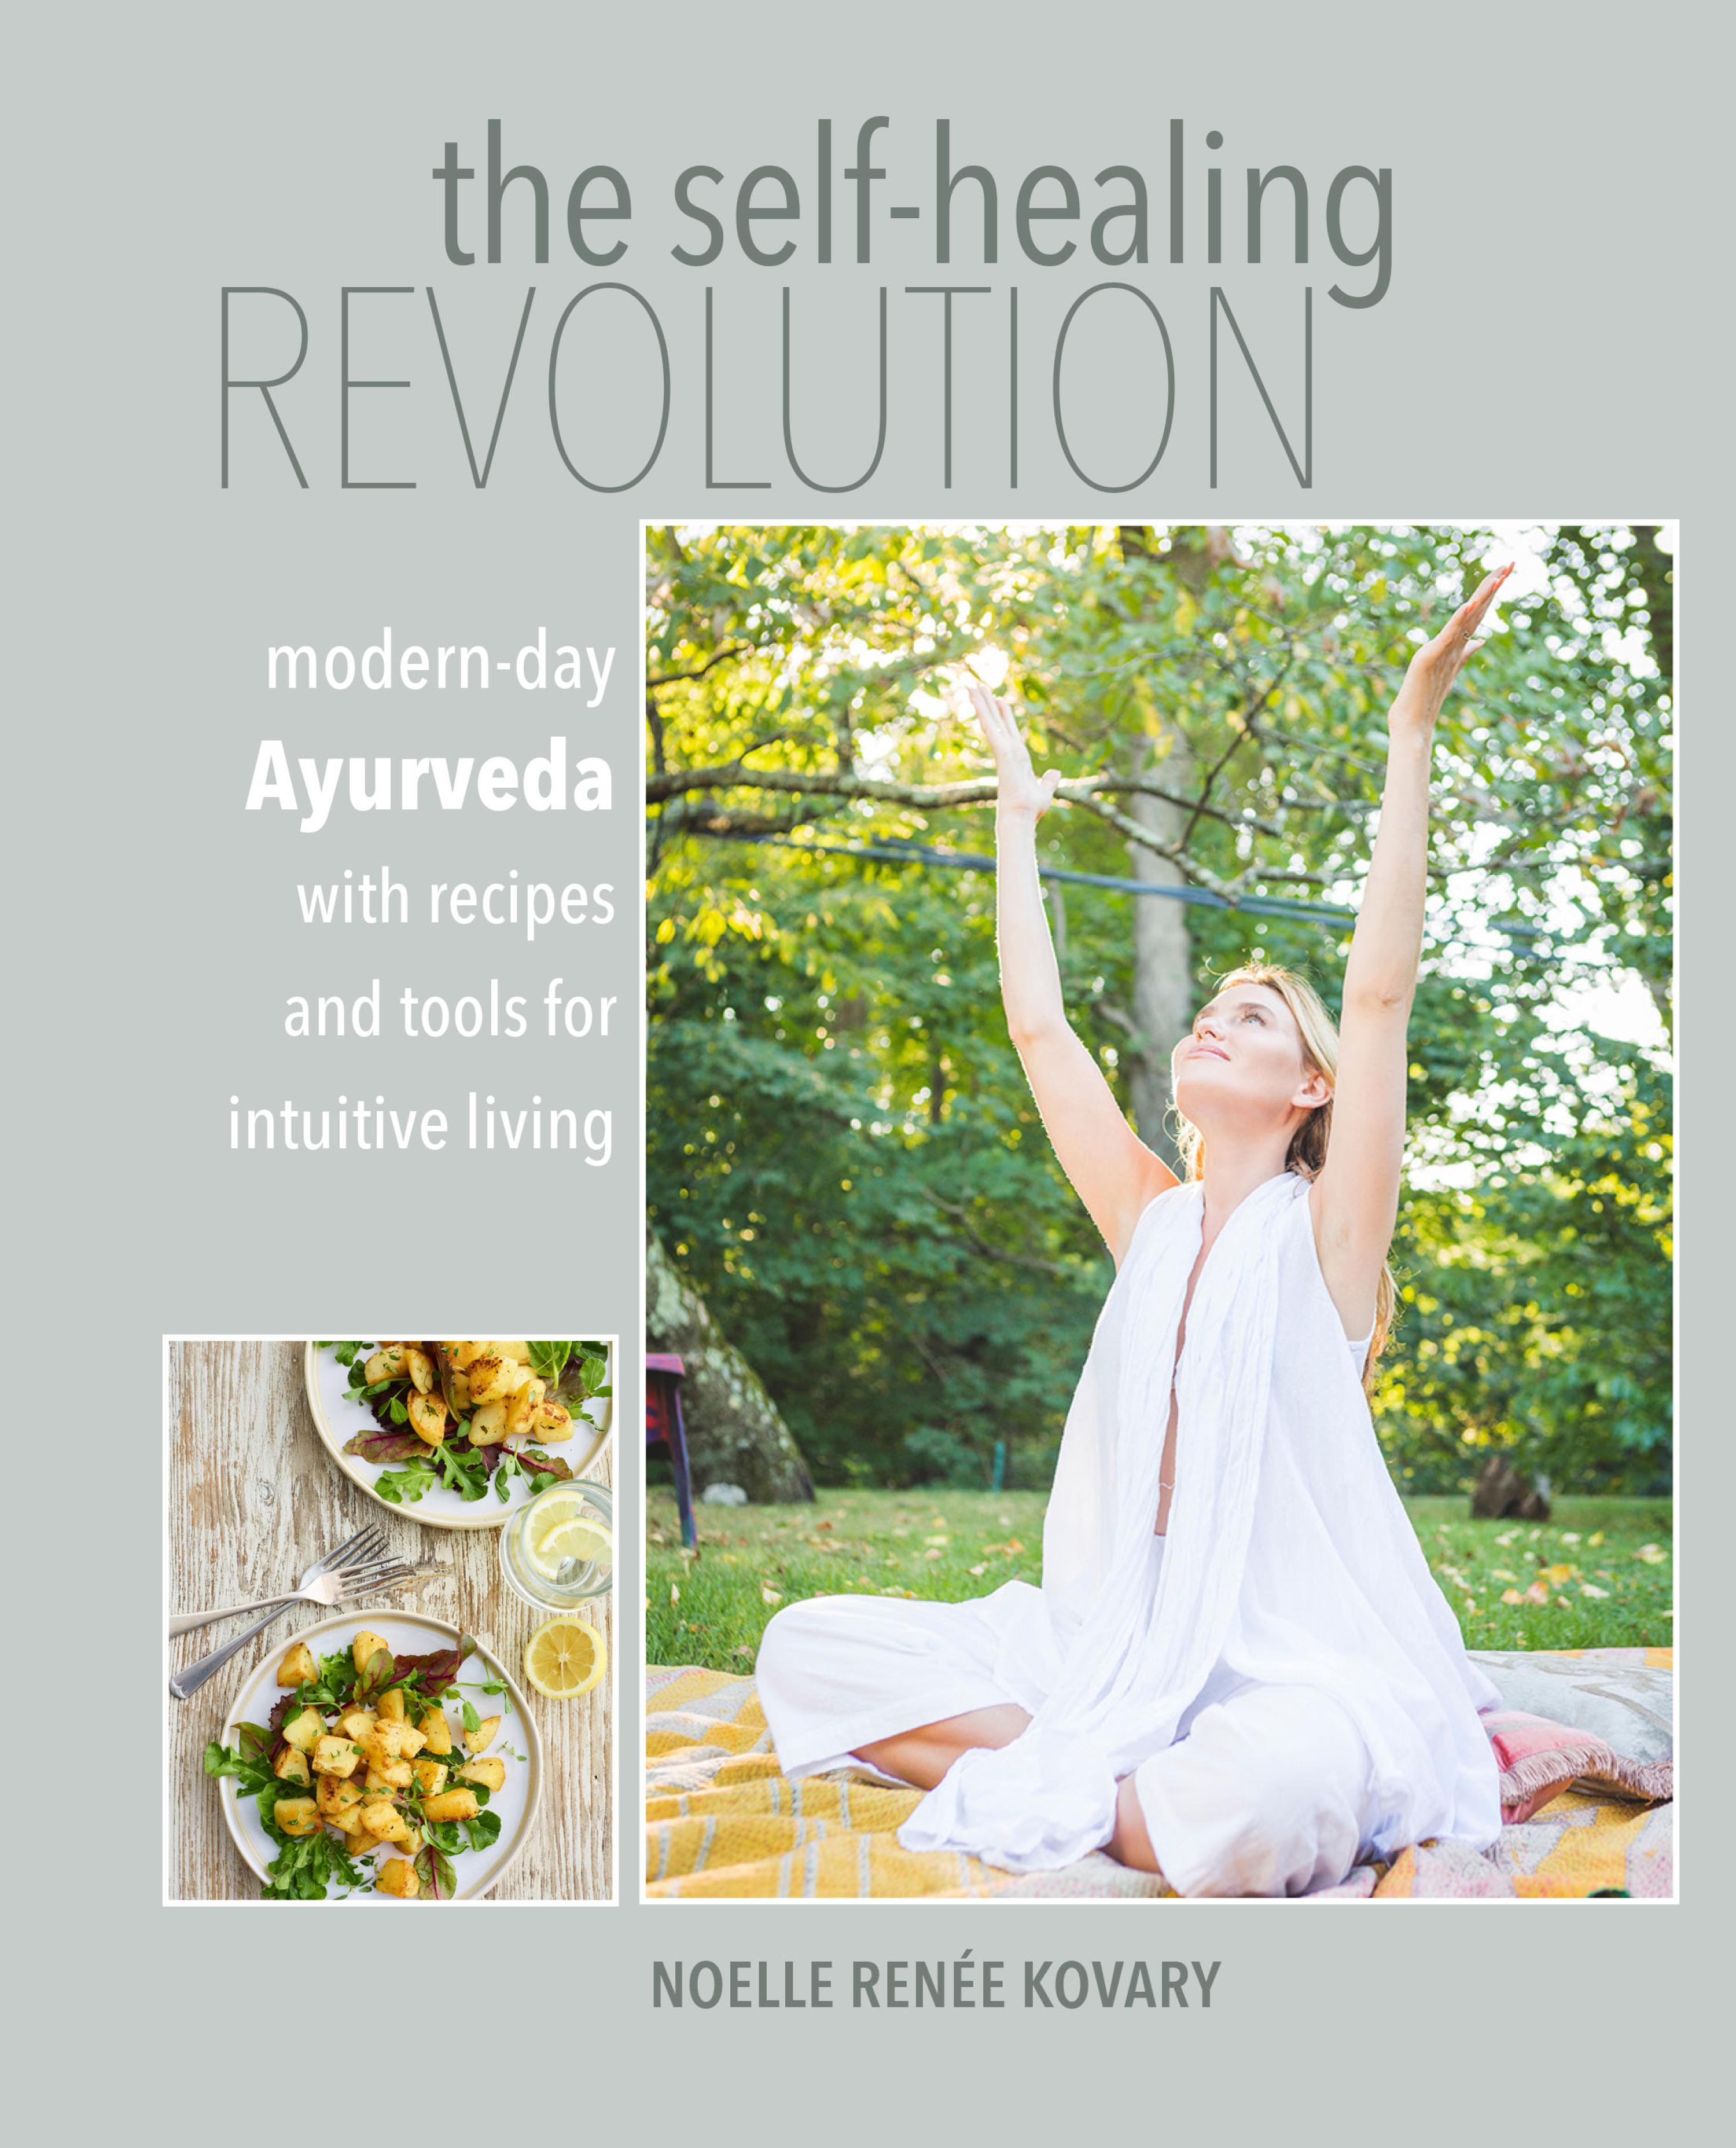 the self-healing
REVOLUTION
modern-day
Ayurveda
with recipes
and tools for
intuitive living
NOELLE RENÉE KOVARY